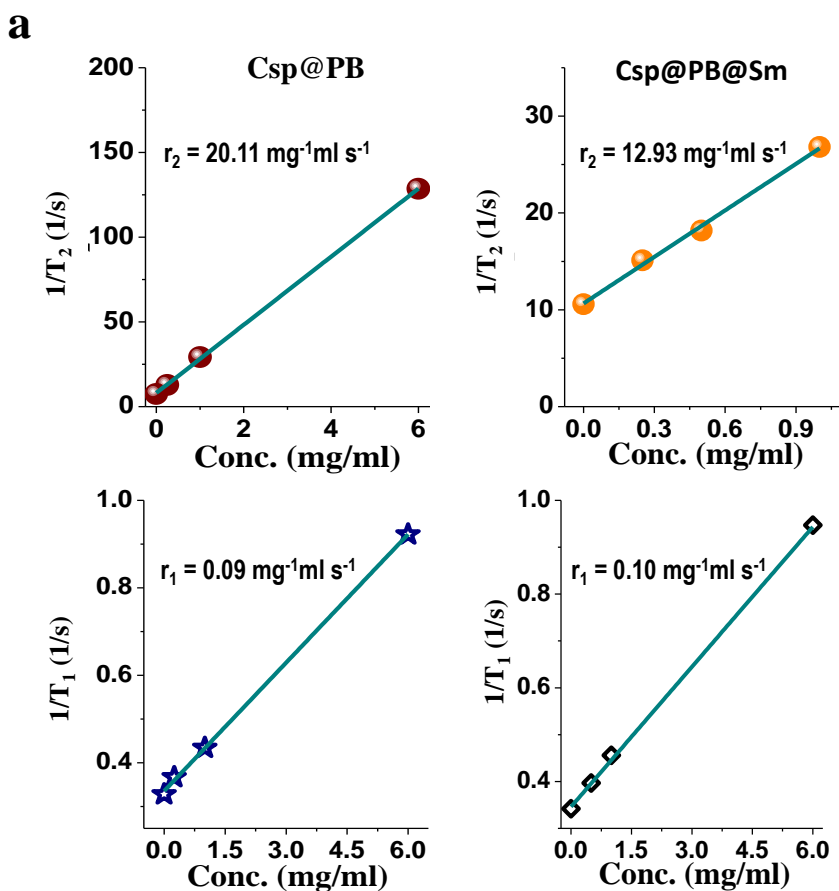 a
Csp@PB
200
150
100
50
0
1/T₂ (1/s)
r₂ = 20.11 mg⁻¹ml s⁻¹
0 2 4 6
Conc. (mg/ml)
Csp@PB@Sm
30
20
10
0
1/T₂ (1/s)
r₂ = 12.93 mg⁻¹ml s⁻¹
0.0 0.3 0.6 0.9
Conc. (mg/ml)
1.0
0.8
0.6
0.4
1/T₁ (1/s)
r₁ = 0.09 mg⁻¹ml s⁻¹
0.0 1.5 3.0 4.5 6.0
Conc. (mg/ml)
1.0
0.8
0.6
0.4
1/T₁ (1/s)
r₁ = 0.10 mg⁻¹ml s⁻¹
0.0 1.5 3.0 4.5 6.0
Conc. (mg/ml)